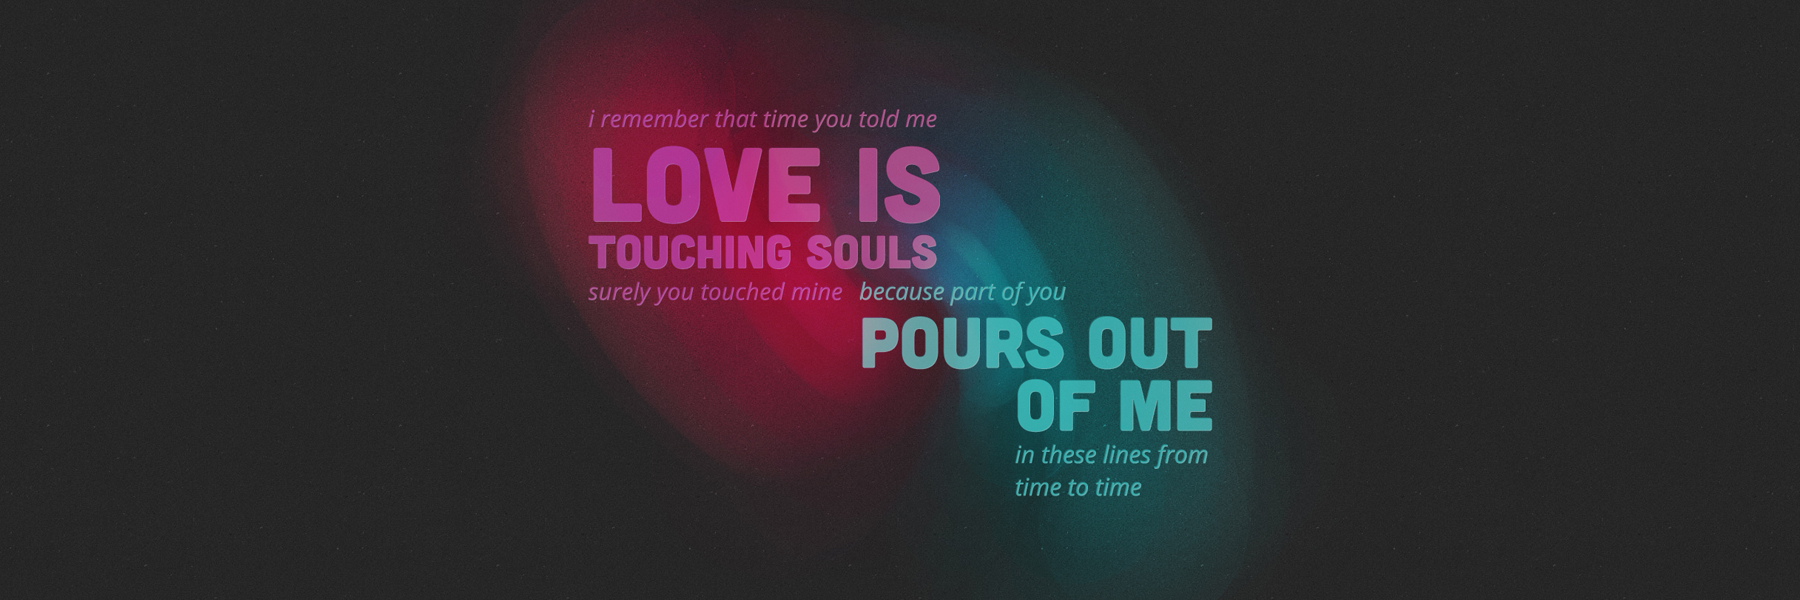 i remember that time you told me
LOVE IS
TOUCHING SOULS
surely you touched mine
because part of you
POURS OUT
OF ME
in these lines from
time to time